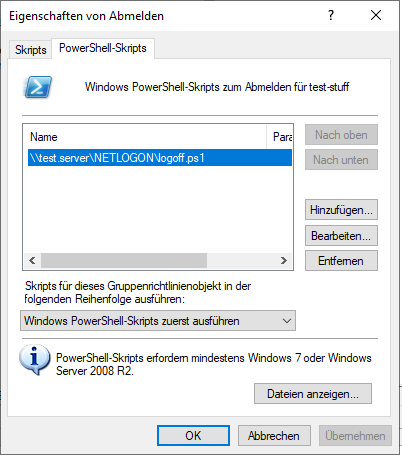 Eigenschaften von Abmelden
Skripts
PowerShell-Skripts
Windows PowerShell-Skripts zum Abmelden für test-stuff
Name
Para
\\test.server\NETLOGON\logoff.ps1
Nach oben
Nach unten
Hinzufügen...
Bearbeiten...
Entfernen
Skripts für dieses Gruppenrichtlinienobjekt in der
folgenden Reihenfolge ausführen:
Windows PowerShell-Skripts zuerst ausführen
PowerShell-Skripts erfordern mindestens Windows 7 oder Windows
Server 2008 R2.
Dateien anzeigen...
OK
Abbrechen
Übernehmen